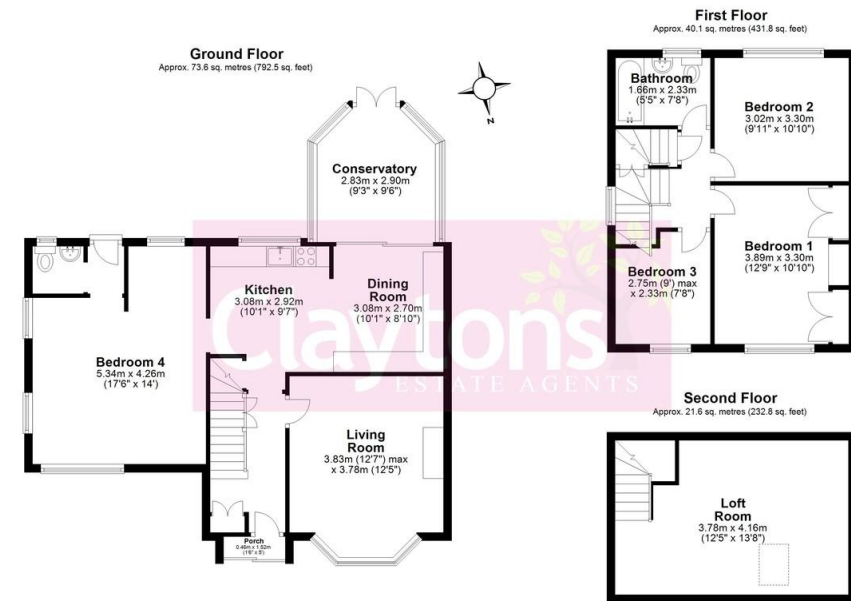 Ground Floor
Approx. 73.6 sq. metres (792.5 sq. feet)
N
Conservatory
2.83m x 2.90m
(9'3" x 9'6")
Kitchen
3.08m x 2.92m
(10'1" x 9'7")
Dining
Room
3.08m x 2.70m
(10'1" x 8'10")
Bedroom 4
5.34m x 4.26m
(17'6" x 14')
Living
Room
3.83m (12'7") max
x 3.78m (12'5")
Porch
0.46m x 1.52m
(1'6" x 5')
Claytons
ESTATE AGENTS
First Floor
Approx. 40.1 sq. metres (431.8 sq. feet)
Bathroom
1.66m x 2.33m
(5'5" x 7'8")
Bedroom 2
3.02m x 3.30m
(9'11" x 10'10")
Bedroom 1
3.89m x 3.30m
(12'9" x 10'10")
Bedroom 3
2.75m (9') max
x 2.33m (7'8")
Second Floor
Approx. 21.6 sq. metres (232.8 sq. feet)
Loft
Room
3.78m x 4.16m
(12'5" x 13'8")